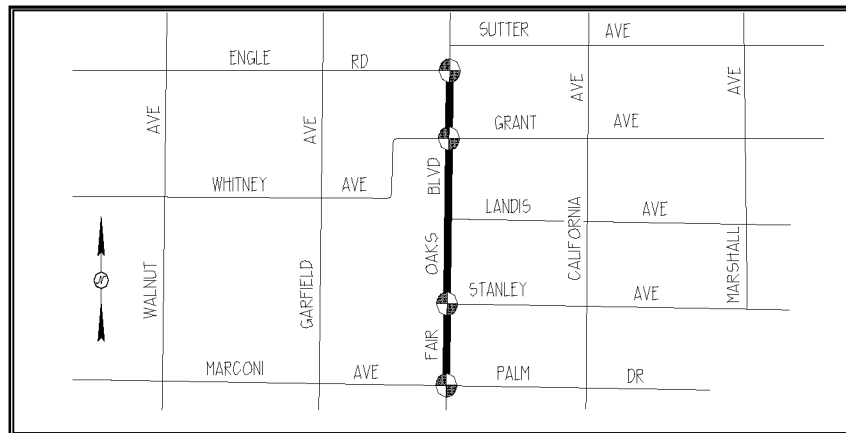 SUTTER AVE
ENGLE RD
AVE
AVE
AVE
AVE
GRANT AVE
WHITNEY AVE
LANDIS AVE
FAIR OAKS BLVD
CALIFORNIA
MARSHALL
WALNUT
GARFIELD
N
STANLEY AVE
MARCONI AVE
PALM DR